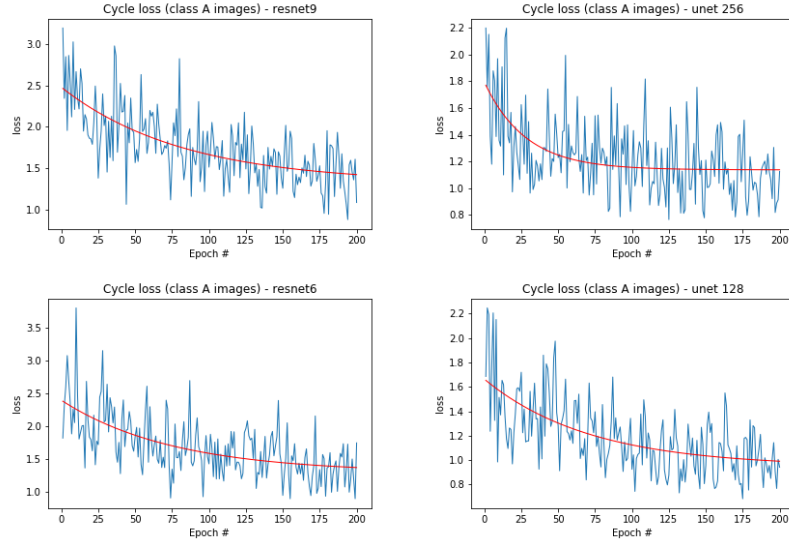 Cycle loss (class A images) - resnet9
3.0
2.5
2.0
1.5
1.0
loss
0 25 50 75 100 125 150 175 200
Epoch #
Cycle loss (class A images) - unet 256
2.2
2.0
1.8
1.6
1.4
1.2
1.0
0.8
loss
0 25 50 75 100 125 150 175 200
Epoch #
Cycle loss (class A images) - resnet6
3.5
3.0
2.5
2.0
1.5
1.0
loss
0 25 50 75 100 125 150 175 200
Epoch #
Cycle loss (class A images) - unet 128
2.2
2.0
1.8
1.6
1.4
1.2
1.0
0.8
loss
0 25 50 75 100 125 150 175 200
Epoch #